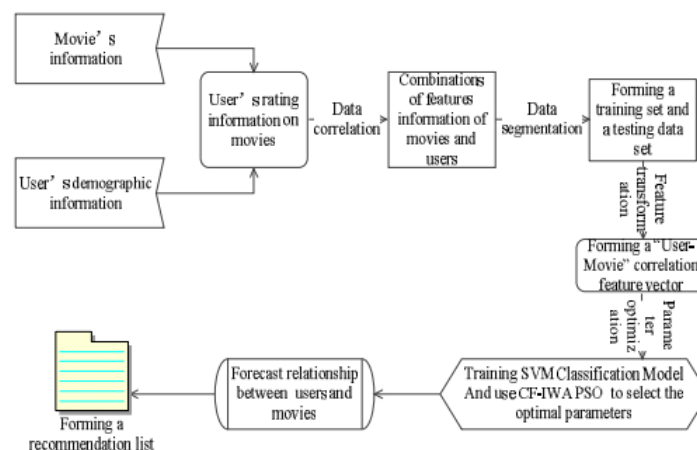 Movie's
information
User's demographic
information
User's rating
information on
movies
Data
correlation
Combinations
of features
information of
movies and
users
Data
segmentation
Forming a
training set and
a testing data
set
Feature
transform
ation
Forming a "User-
Movie" correlation
feature vector
Parame
ter
optimiz
ation
Training SVM Classification Model
And use CF-IWAPSO to select the
optimal parameters
Forecast relationship
between users and
movies
Forming a
recommendation list